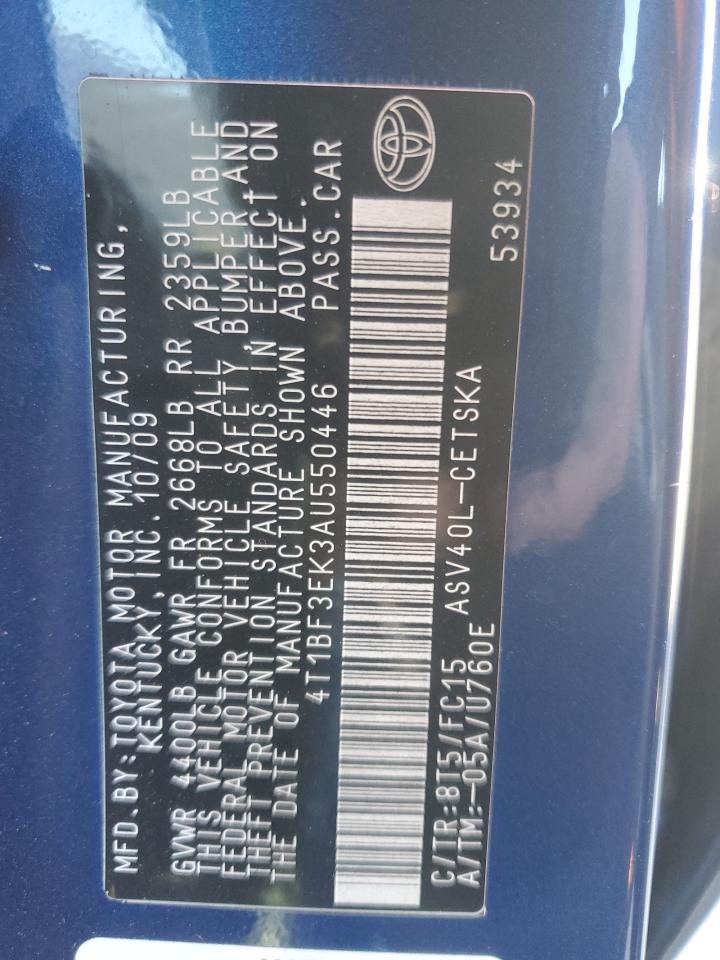 MFD.BY:TOYOTA MOTOR MANUFACTURING,
KENTUCKY,INC.10/09
GVWR 4400LB GAWR FR 2668LB RR 2359LB
THIS VEHICLE CONFORMS TO ALL APPLICABLE
FEDERAL MOTOR VEHICLE SAFETY, BUMPER AND
THEFT PREVENTION STANDARDS IN EFFECT ON
THE DATE OF MANUFACTURE SHOWN ABOVE.
4T1BF3EK3AU550446 PASS.CAR
C/TR:8T5/FC15 ASV40L-CETSKA
A/TM:-05A/U760E 53934